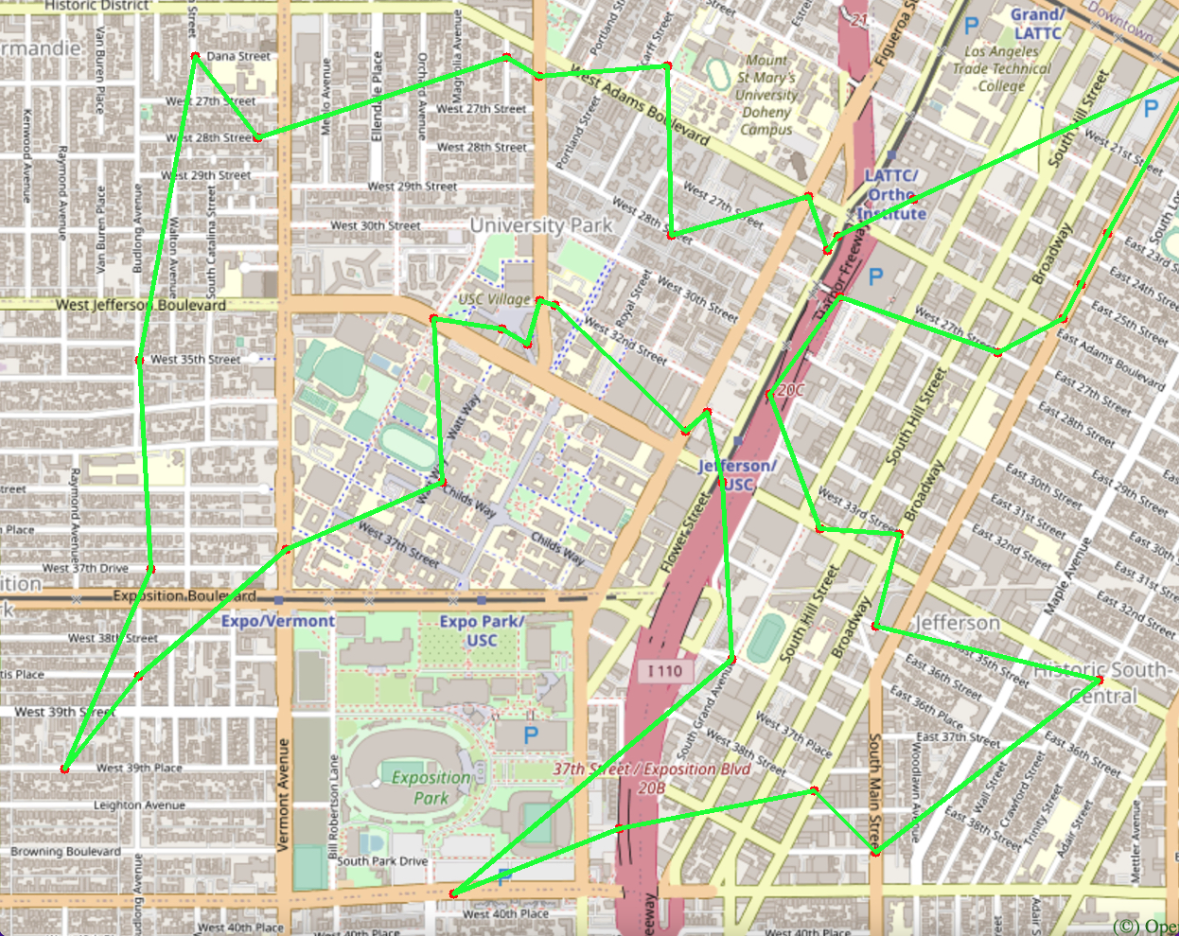 Historic District
Grand/
LATTC
Downtown
21
Figueroa S
Portland Street
Scarff Street
Magnolia Avenue
Dana Street
rmandie
Van Buren Place
Menlo Avenue
Ellendale Place
Orchard Avenue
Mount
St Mary's
University
Doheny
Campus
Los Angeles
Trade Technical
College
P
P
West Adams Boulevard
South Hill Street
West 27th Street
West 27th Street
West 28th Street
West 28th Street
Portland Street
Kenwood Avenue
Raymond Avenue
West 21st Street
West 29th Street
West 29th Street
LATTC/
Ortho
Institute
Van Buren Place
Budlong Avenue
Walton Avenue
South Catalina Street
West 27th Street
West 28th Street
West 30th Street
University Park
Harbor Freeway
Broadway
South Lo
East 23rd S
P
East 24th Street
West 30th Street
Royal Street
USC Village
West Jefferson Boulevard
West 32nd Street
West 27th Street
East 25th Street
East Adams Boulevard
West 35th Street
East 27th Street
20C
South Hill Street
East 28th Street
Watt Way
Jefferson/
USC
Broadway
East 29th Street
East 30th Street
Raymond Avenue
treet
Childs Way
West 33rd Street
East 31st Street
East 32nd Street
Place
Flower Street
West 37th Street
Childs Way
Maple Avenue
East 30th
East 31st Stre
West 37th Drive
ition
rk
Exposition Boulevard
East 32nd Street
Expo/Vermont
Expo Park/
USC
South Hill Street
Broadway
Jefferson
West 38th Street
East 35th Street
East 36th Street
I 110
Historic South-
Central
tis Place
East 36th Place
West 39th Street
South Grand Avenue
West 37th Place
West 38th Street
East 37th Street
East 36th Street
P
South Main Street
Woodlawn Avenue
West 39th Place
Vermont Avenue
Bill Robertson Lane
Exposition
Park
37th Street / Exposition Blvd
20B
Wall Street
Crawford Street
Trinity Street
Adair Street
Mettler Avenue
Leighton Avenue
East 38th Street
Browning Boulevard
South Park Drive
P
West 40th Place
West 40th Place
West 40th Place
eeway
(©) Ope